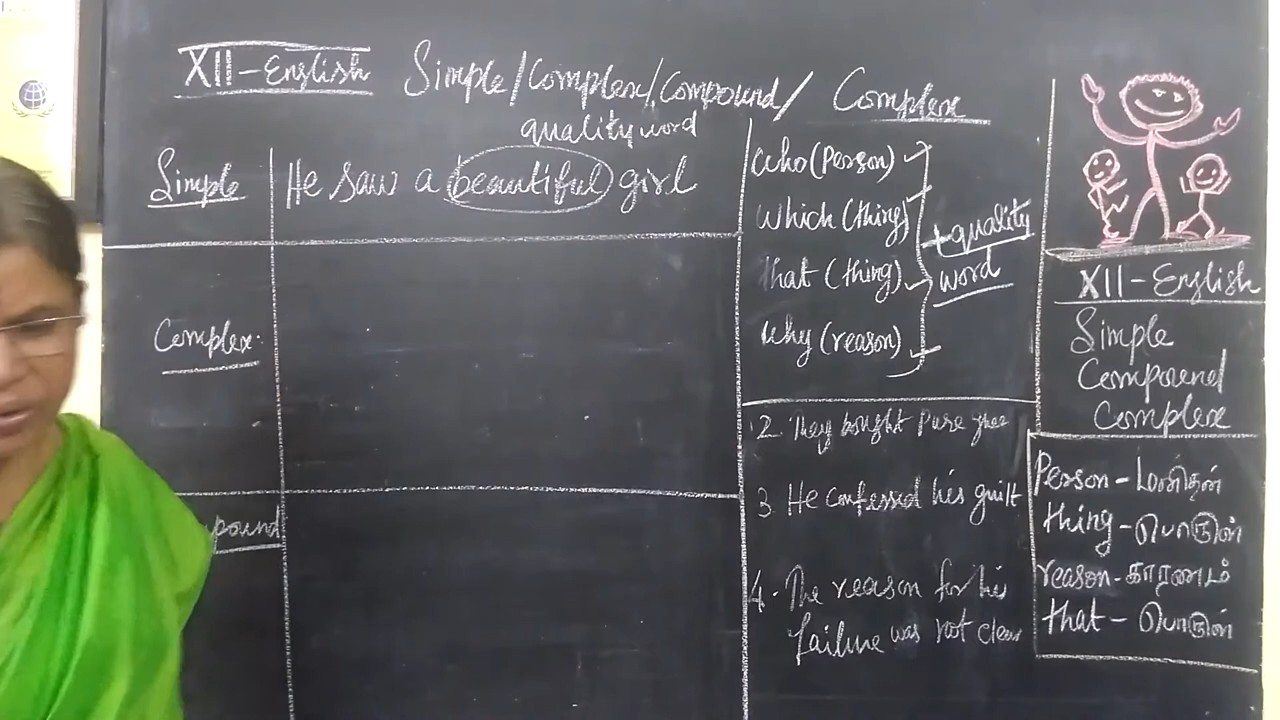 XII-English Simple/Complex/Compound/ Complex
quality word
Simple He saw a beautiful girl
who (person)
which (thing)
that (thing)
why (reason)
+ quality
word
Complex:
pound
2. They bought pure ghee
3 He confessed his guilt
4. The reason for his
failure was not clear
XII-English
Simple
Compound
Complex
Person - மனிதன்
thing - பொருள்
reason - காரணம்
that - பொருள்